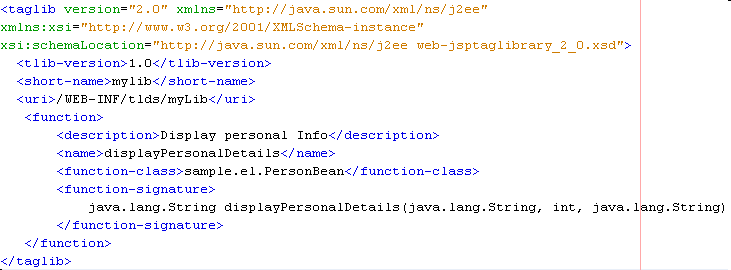 <taglib version="2.0" xmlns="http://java.sun.com/xml/ns/j2ee"
xmlns:xsi="http://www.w3.org/2001/XMLSchema-instance"
xsi:schemaLocation="http://java.sun.com/xml/ns/j2ee web-jsptaglibrary_2_0.xsd">
<tlib-version>1.0</tlib-version>
<short-name>mylib</short-name>
<uri>/WEB-INF/tlds/myLib</uri>
<function>
<description>Display personal Info</description>
<name>displayPersonalDetails</name>
<function-class>sample.el.PersonBean</function-class>
<function-signature>
java.lang.String displayPersonalDetails(java.lang.String, int, java.lang.String)
</function-signature>
</function>
</taglib>